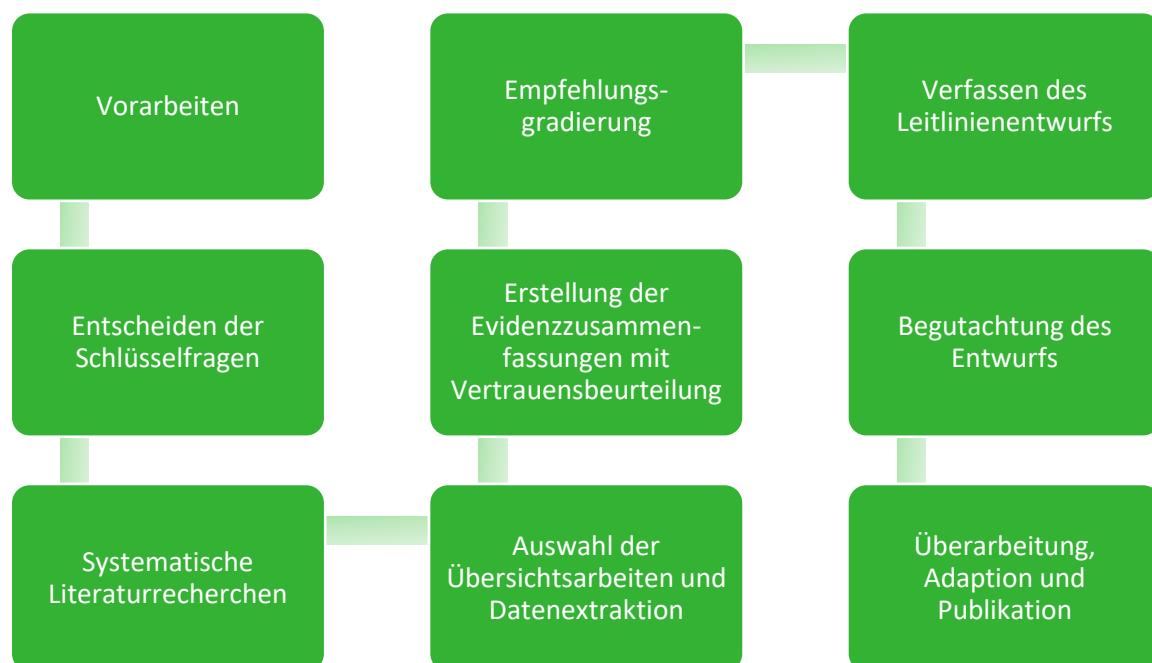 Vorarbeiten
Entscheiden der
Schlüsselfragen
Systematische
Literaturrecherchen
Auswahl der
Übersichtsarbeiten und
Datenextraktion
Erstellung der
Evidenzzusammen-
fassungen mit
Vertrauensbeurteilung
Empfehlungs-
gradierung
Verfassen des
Leitlinienentwurfs
Begutachtung des
Entwurfs
Überarbeitung,
Adaption und
Publikation